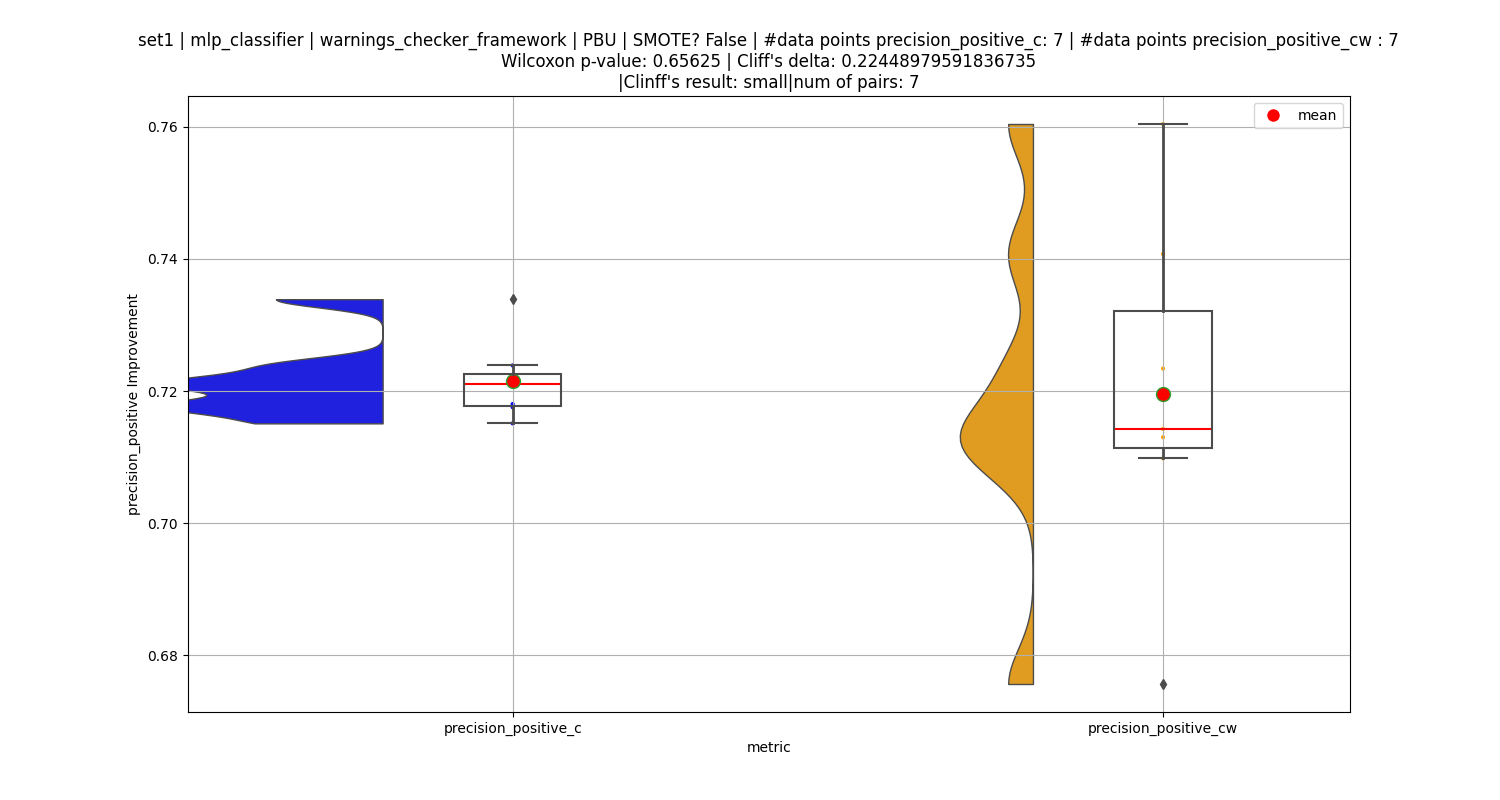 set1 | mlp_classifier | warnings_checker_framework | PBU | SMOTE? False | #data points precision_positive_c: 7 | #data points precision_positive_cw : 7
Wilcoxon p-value: 0.65625 | Cliff's delta: 0.22448979591836735
|Clinff's result: small|num of pairs: 7
mean
0.76
0.74
0.72
0.70
0.68
precision_positive Improvement
precision_positive_c
precision_positive_cw
metric